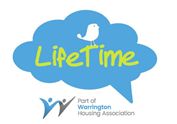 LifeTime
Part of
Warrington
Housing Association